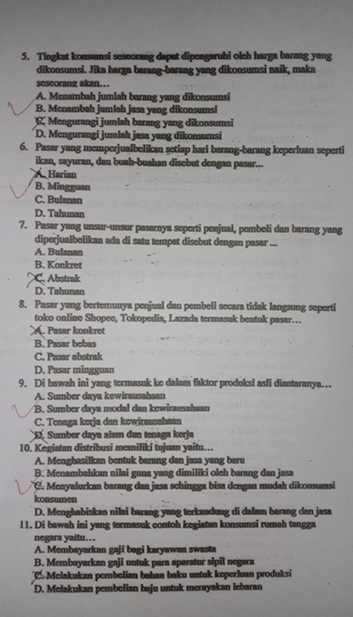 5. Tingkat konsumsi seseorang dapat dipengaruhi oleh harga barang yang
dikonsumsi. Jika harga barang-barang yang dikonsumsi naik, maka
seseorang akan…
A. Menambah jumlah barang yang dikonsumsi
B. Menambah jumlah jasa yang dikonsumsi
C. Mengurangi jumlah barang yang dikonsumsi
D. Mengurangi jumlah jasa yang dikonsumsi
6. Pasar yang memperjualbelikan setiap hari barang-barang keperluan seperti
ikan, sayuran, dan buah-buahan disebut dengan pasar...
A. Harian
B. Mingguan
C. Bulanan
D. Tahunan
7. Pasar yang unsur-unsur pasarnya seperti penjual, pembeli dan barang yang
diperjualbelikan ada di satu tempat disebut dengan pasar ...
A. Bulanan
B. Konkret
C. Abstrak
D. Tahunan
8. Pasar yang bertemunya penjual dan pembeli secara tidak langsung seperti
toko online Shopee, Tokopedia, Lazada termasuk bentuk pasar…
A. Pasar konkret
B. Pasar bebas
C. Pasar abstrak
D. Pasar mingguan
9. Di bawah ini yang termasuk ke dalam faktor produksi asli diantaranya…
A. Sumber daya kewirausahaan
B. Sumber daya modal dan kewirausahaan
C. Tenaga kerja dan kewirausahaan
D. Sumber daya alam dan tenaga kerja
10. Kegiatan distribusi memiliki tujuan yaitu…
A. Menghasilkan bentuk barang dan jasa yang baru
B. Menambahkan nilai guna yang dimiliki oleh barang dan jasa
C. Menyalurkan barang dan jasa sehingga bisa dengan mudah dikonsumsi
konsumen
D. Menghabiskan nilai barang yang terkandung di dalam barang dan jasa
11. Di bawah ini yang termasuk contoh kegiatan konsumsi rumah tangga
negara yaitu…
A. Membayarkan gaji bagi karyawan swasta
B. Membayarkan gaji untuk para aparatur sipil negara
C. Melakukan pembelian bahan baku untuk keperluan produksi
D. Melakukan pembelian baju untuk merayakan lebaran